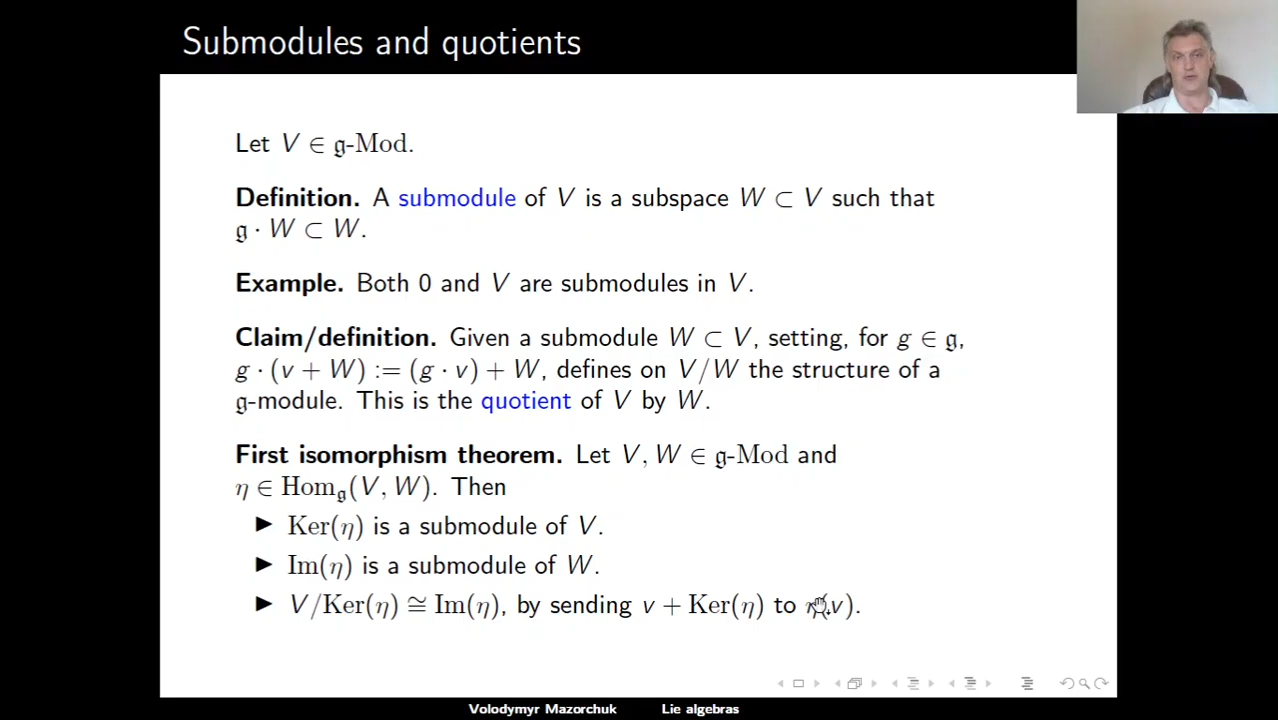 Submodules and quotients
Let V ∈ 𝔤-Mod.
Definition. A submodule of V is a subspace W ⊂ V such that
𝔤 · W ⊂ W.
Example. Both 0 and V are submodules in V.
Claim/definition. Given a submodule W ⊂ V, setting, for g ∈ 𝔤,
g · (v + W) := (g · v) + W, defines on V/W the structure of a
𝔤-module. This is the quotient of V by W.
First isomorphism theorem. Let V, W ∈ 𝔤-Mod and
η ∈ Hom𝔤(V, W). Then
▶ Ker(η) is a submodule of V.
▶ Im(η) is a submodule of W.
▶ V/Ker(η) ≅ Im(η), by sending v + Ker(η) to v).
Volodymyr Mazorchuk Lie algebras